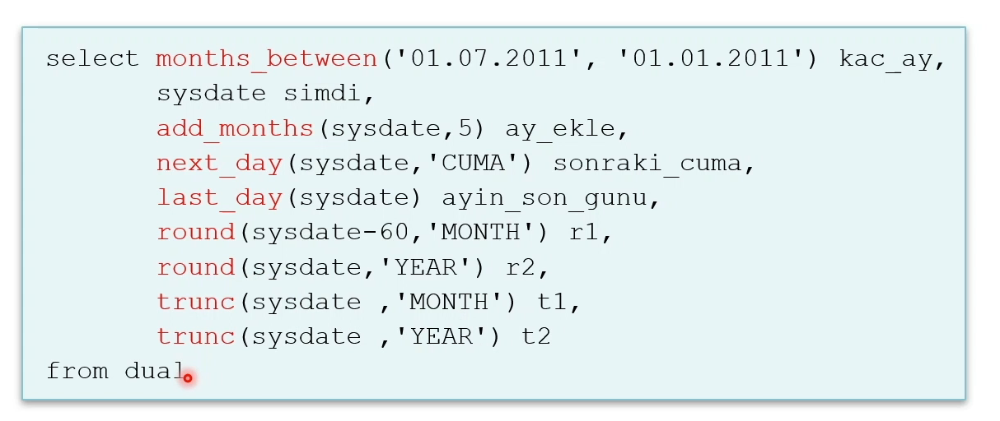 select months_between('01.07.2011', '01.01.2011') kac_ay,
sysdate simdi,
add_months(sysdate,5) ay_ekle,
next_day(sysdate,'CUMA') sonraki_cuma,
last_day(sysdate) ayin_son_gunu,
round(sysdate-60,'MONTH') r1,
round(sysdate,'YEAR') r2,
trunc(sysdate ,'MONTH') t1,
trunc(sysdate ,'YEAR') t2
from dual